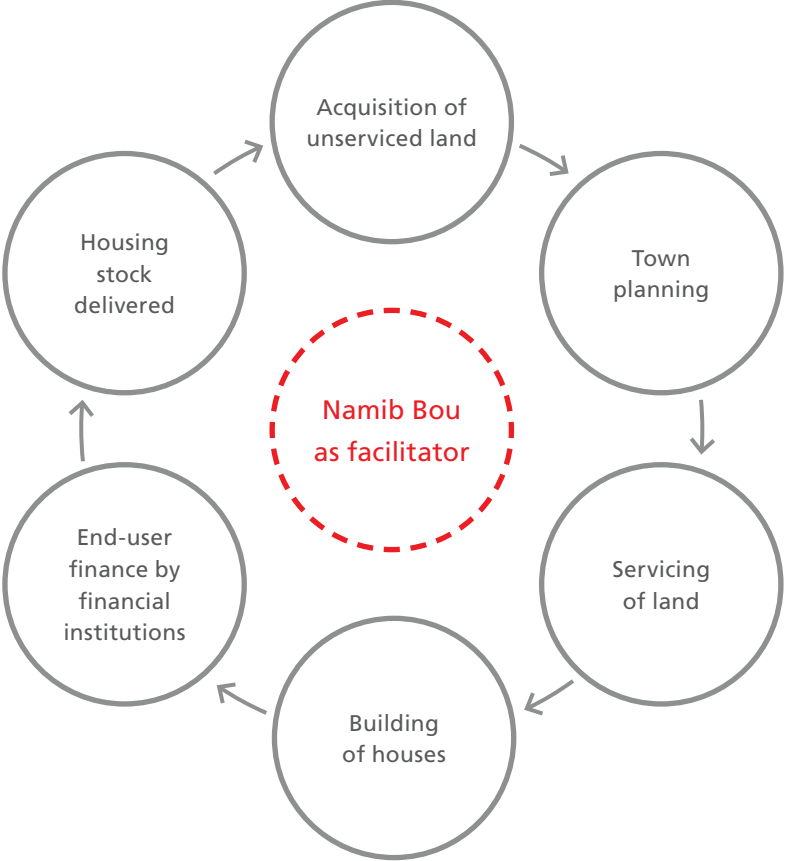 Acquisition of
unserviced land
Town
planning
Servicing
of land
Building
of houses
End-user
finance by
financial
institutions
Housing
stock
delivered
Namib Bou
as facilitator